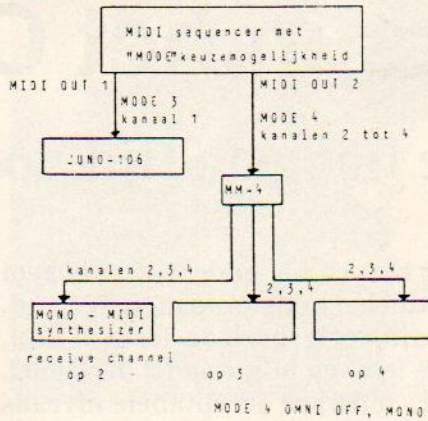 MIDI sequencer met
"MODE"keuzemogelijkheid
MIDI OUT 1
MIDI OUT 2
MODE 3
kanaal 1
MODE 4
kanalen 2 tot 4
JUNO-106
MM-4
kanalen 2,3,4
2,3,4
2,3,4
MONO - MIDI
synthesizer
receive channel
op 2 -
op 3
op 4
MODE 4 OMNI OFF, MONO